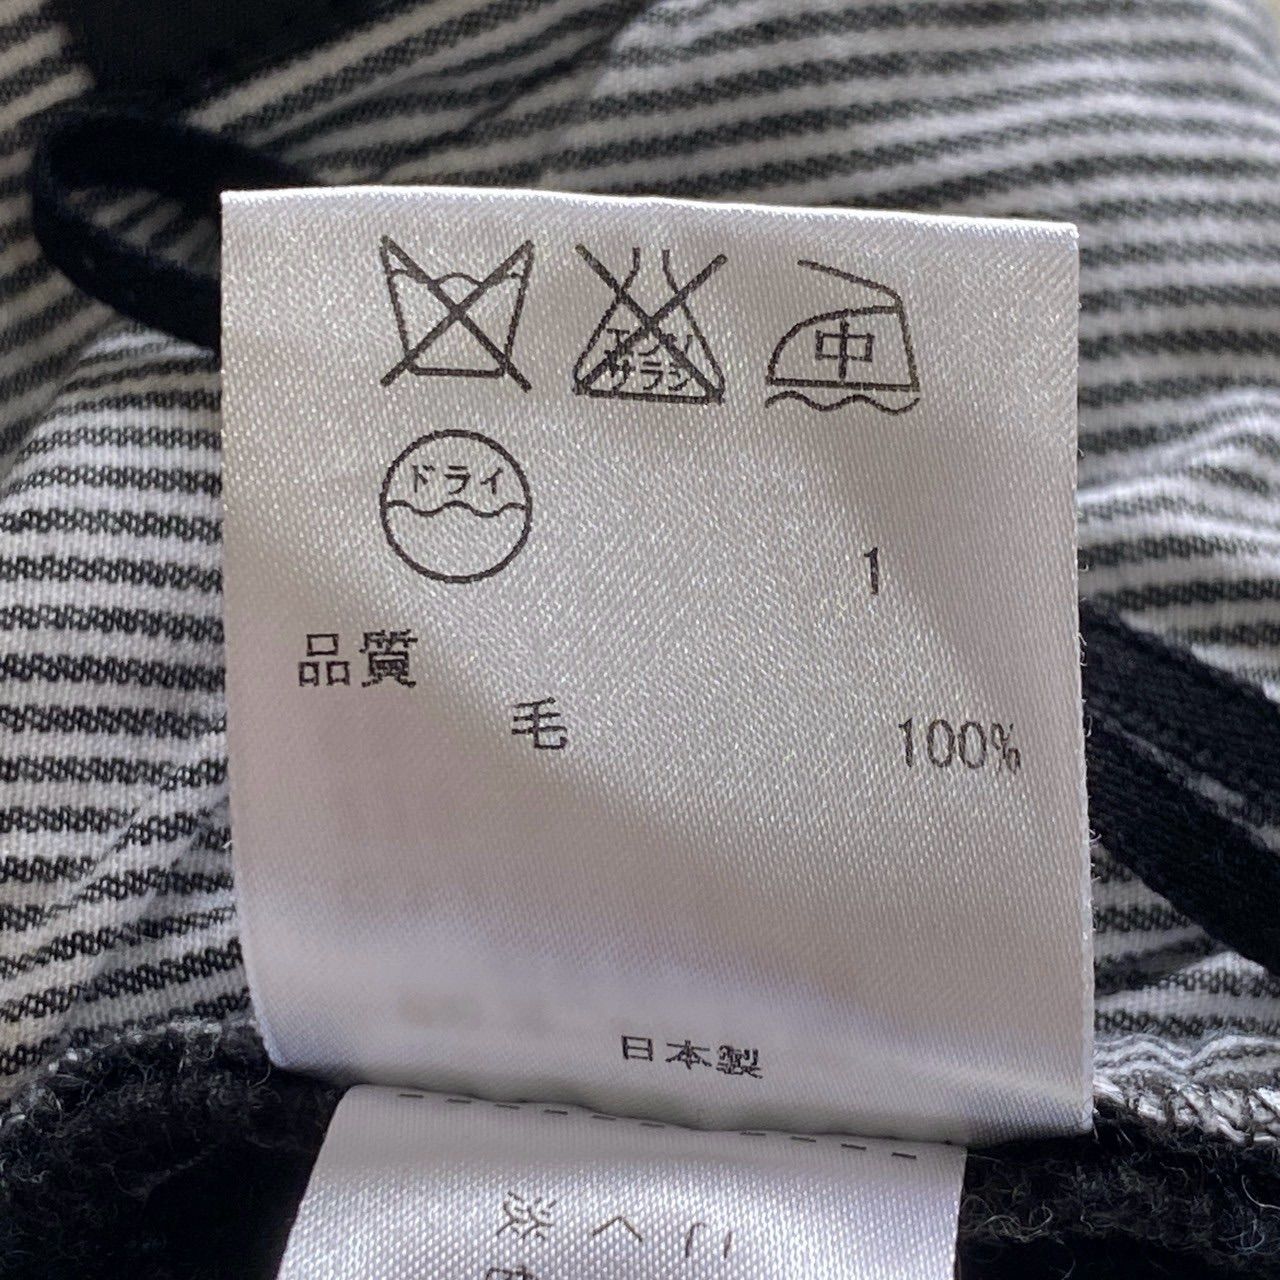 エンソ
サラシ
中
ドライ
1
品質
毛 100%
日本製